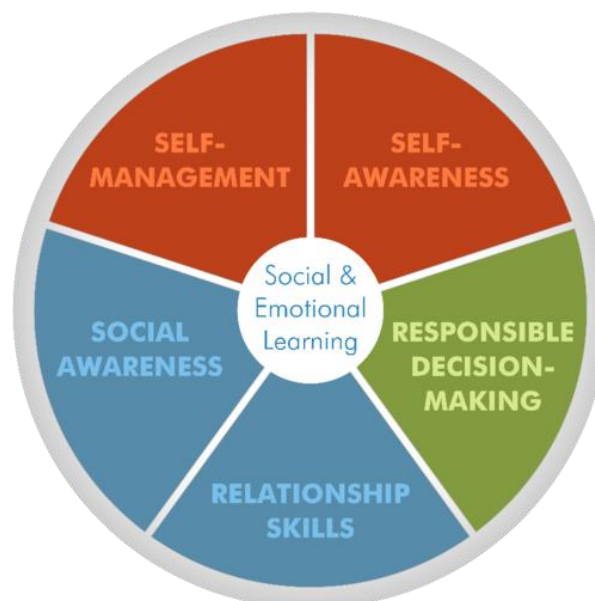 SELF-
MANAGEMENT
SELF-
AWARENESS
Social &
Emotional
Learning
SOCIAL
AWARENESS
RESPONSIBLE
DECISION-
MAKING
RELATIONSHIP
SKILLS